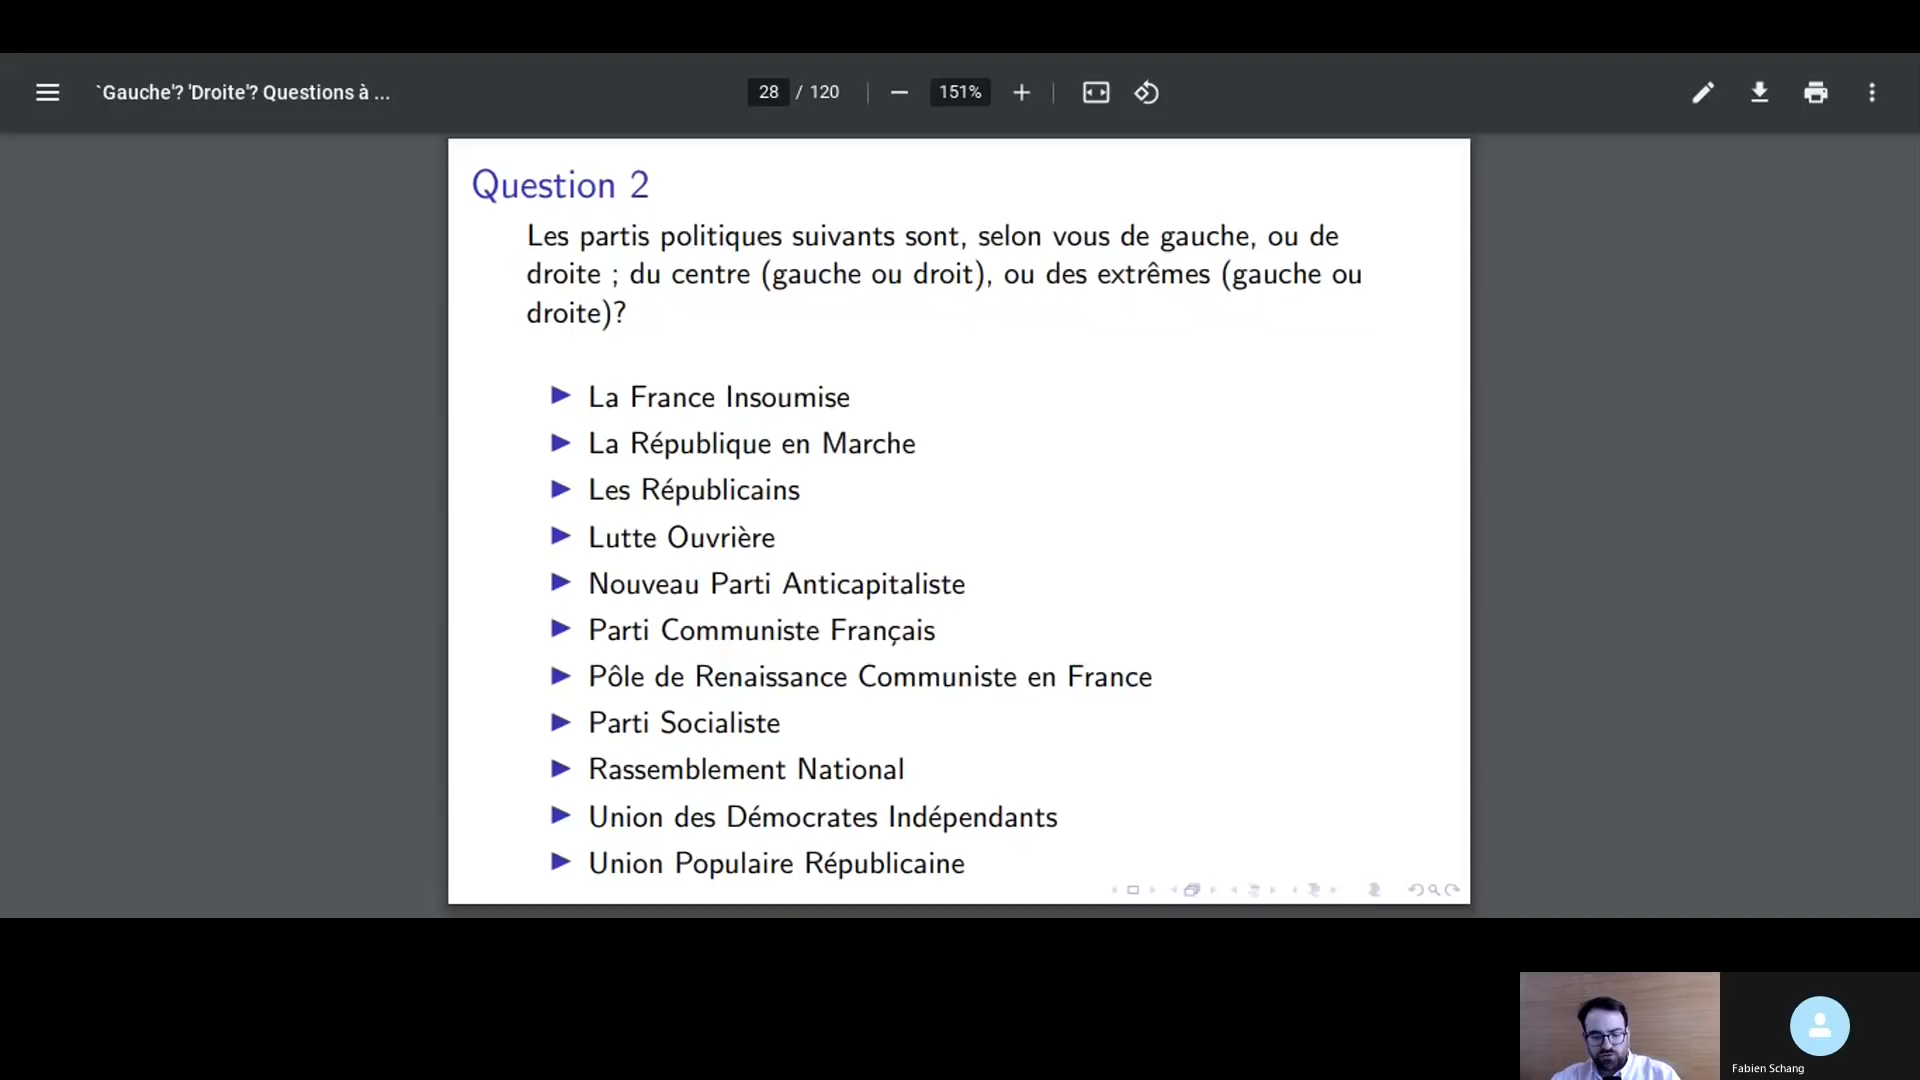 `Gauche'? 'Droite'? Questions à ...
28 / 120
151%
Question 2
Les partis politiques suivants sont, selon vous de gauche, ou de
droite ; du centre (gauche ou droit), ou des extrêmes (gauche ou
droite)?
La France Insoumise
La République en Marche
Les Républicains
Lutte Ouvrière
Nouveau Parti Anticapitaliste
Parti Communiste Français
Pôle de Renaissance Communiste en France
Parti Socialiste
Rassemblement National
Union des Démocrates Indépendants
Union Populaire Républicaine
Fabien Schang